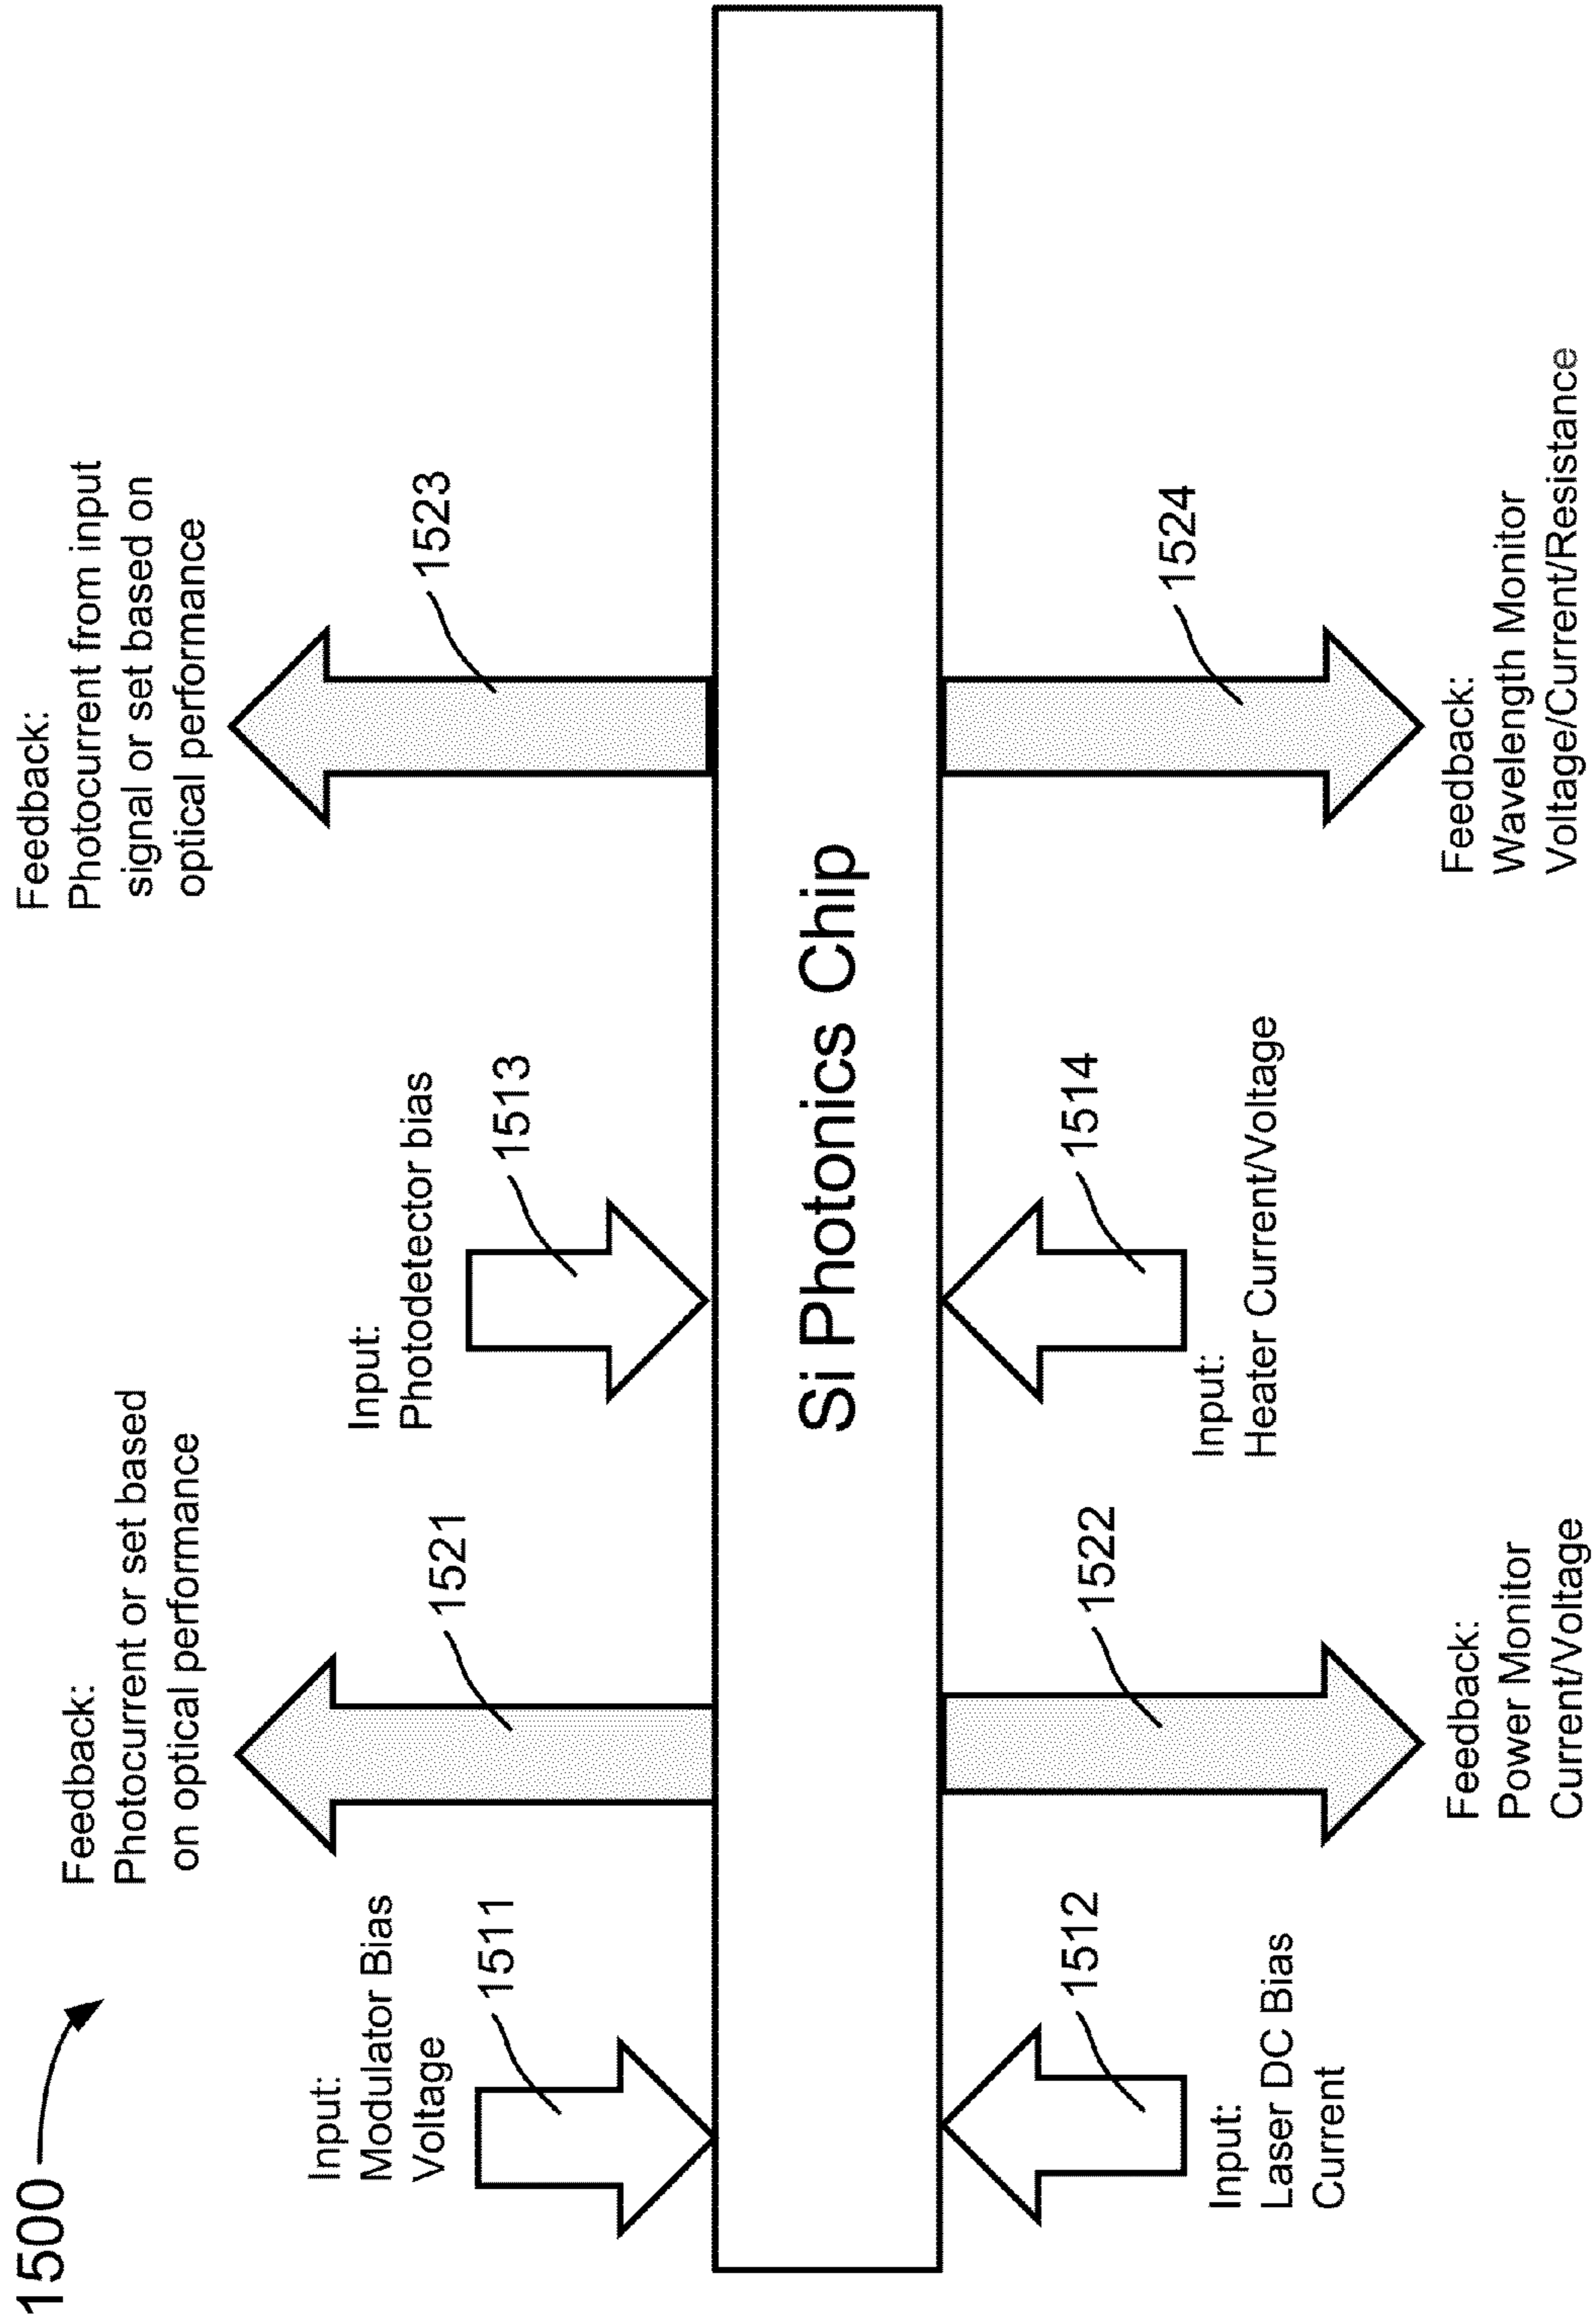 1500
Feedback:
Photocurrent or set based
on optical performance
Feedback:
Photocurrent from input
signal or set based on
optical performance
Input:
Modulator Bias
Voltage
1511
1521
Input:
Photodetector bias
1513
1523
Si Photonics Chip
Input:
Laser DC Bias
Current
1512
1522
Input:
Heater Current/Voltage
1514
1524
Feedback:
Power Monitor
Current/Voltage
Feedback:
Wavelength Monitor
Voltage/Current/Resistance